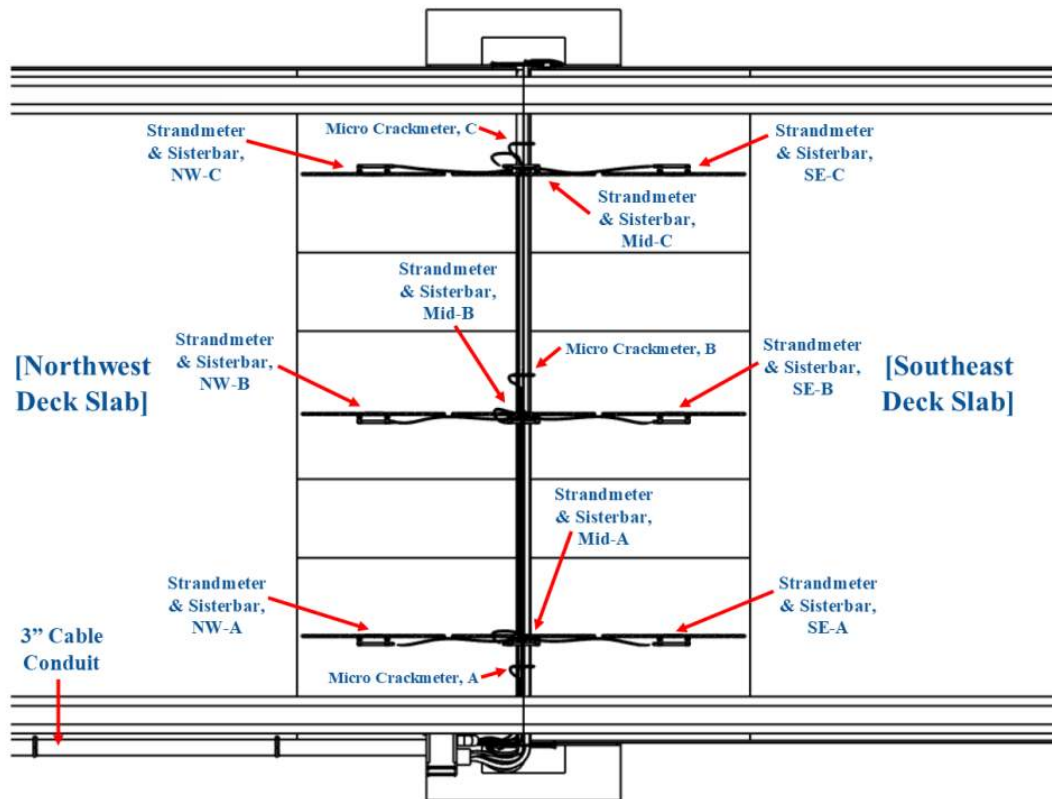 Micro Crackmeter, C
Strandmeter
& Sisterbar,
NW-C
Strandmeter
& Sisterbar,
SE-C
Strandmeter
& Sisterbar,
Mid-C
Strandmeter
& Sisterbar,
Mid-B
Strandmeter
& Sisterbar,
NW-B
Micro Crackmeter, B
Strandmeter
& Sisterbar,
SE-B
[Northwest
Deck Slab]
[Southeast
Deck Slab]
Strandmeter
& Sisterbar,
Mid-A
Strandmeter
& Sisterbar,
NW-A
Strandmeter
& Sisterbar,
SE-A
3” Cable
Conduit
Micro Crackmeter, A